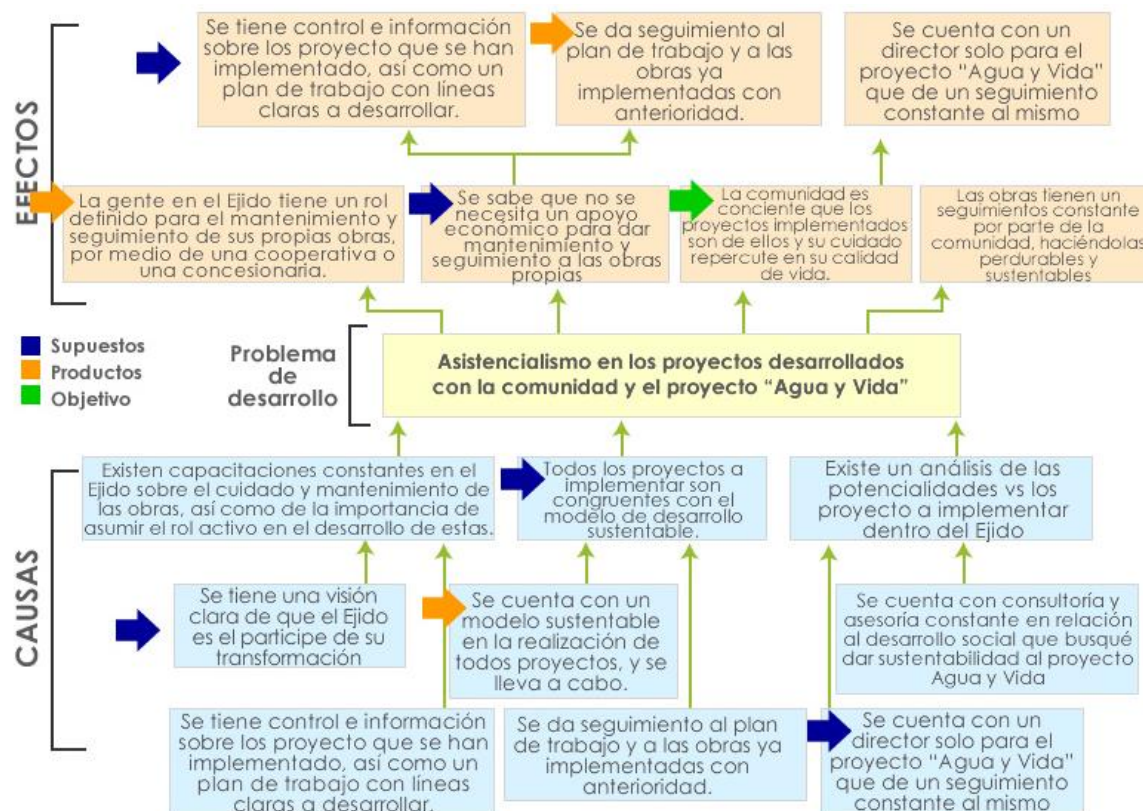 Se tiene control e información
sobre los proyecto que se han
implementado, así como un
plan de trabajo con líneas
claras a desarrollar.
Se da seguimiento al
plan de trabajo y a las
obras ya
implementadas con
anterioridad.
Se cuenta con un
director solo para el
proyecto “Agua y Vida”
que de un seguimiento
constante al mismo
EFECTOS
La gente en el Ejido tiene un rol
definido para el mantenimiento y
seguimiento de sus propias obras,
por medio de una cooperativa o
una concesionaria.
Se sabe que no se
necesita un apoyo
económico para dar
mantenimiento y
seguimiento a las obras
propias
La comunidad es
conciente que los
proyectos implementados
son de ellos y su cuidado
repercute en su calidad
de vida.
Las obras tienen un
seguimientos constante
por parte de la
comunidad, haciéndolas
perdurables y
sustentables
Supuestos
Productos
Objetivo
Problema
de
desarrollo
Asistencialismo en los proyectos desarrollados
con la comunidad y el proyecto “Agua y Vida”
CAUSAS
Existen capacitaciones constantes en el
Ejido sobre el cuidado y mantenimiento de
las obras, así como de la importancia de
asumir el rol activo en el desarrollo de estas.
Todos los proyectos a
implementar son
congruentes con el
modelo de desarrollo
sustentable.
Existe un análisis de las
potencialidades vs los
proyecto a implementar
dentro del Ejido
Se tiene una visión
clara de que el Ejido
es el participe de su
transformación
Se cuenta con un
modelo sustentable
en la realización de
todos proyectos, y se
lleva a cabo.
Se cuenta con consultoría y
asesoría constante en relación
al desarrollo social que busqué
dar sustentabilidad al proyecto
Agua y Vida
Se tiene control e información
sobre los proyecto que se han
implementado, así como un
plan de trabajo con líneas
claras a desarrollar.
Se da seguimiento al plan
de trabajo y a las obras ya
implementadas con
anterioridad.
Se cuenta con un
director solo para el
proyecto “Agua y Vida”
que de un seguimiento
constante al mismo